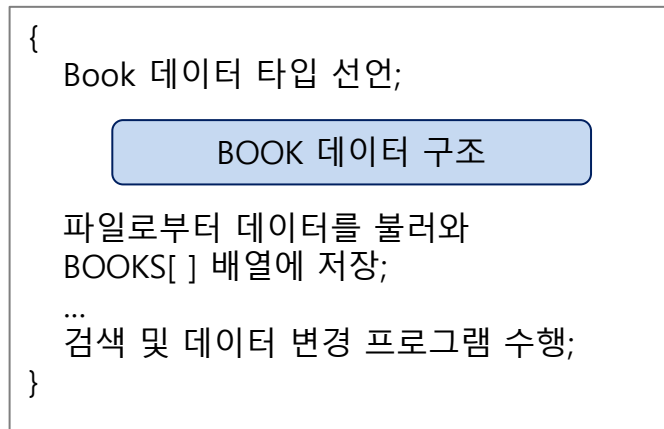 {
Book 데이터 타입 선언;
BOOK 데이터 구조
파일로부터 데이터를 불러와
BOOKS[ ] 배열에 저장;
...
검색 및 데이터 변경 프로그램 수행;
}